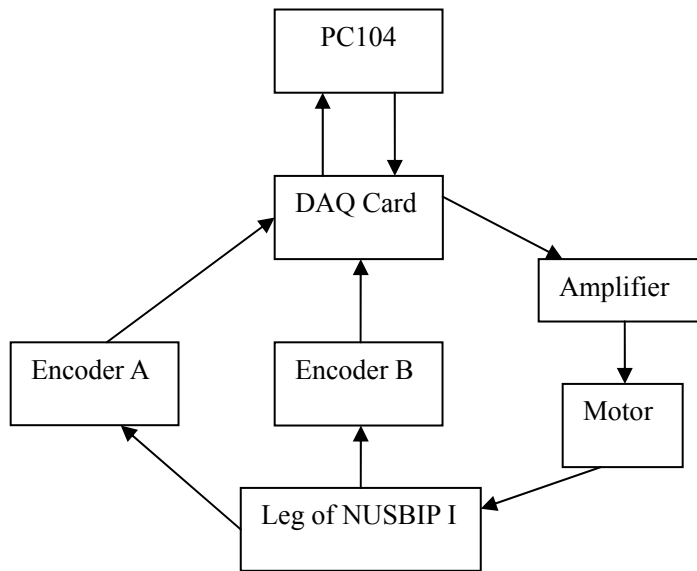 PC104
DAQ Card
Amplifier
Encoder A
Encoder B
Motor
Leg of NUSBIP I